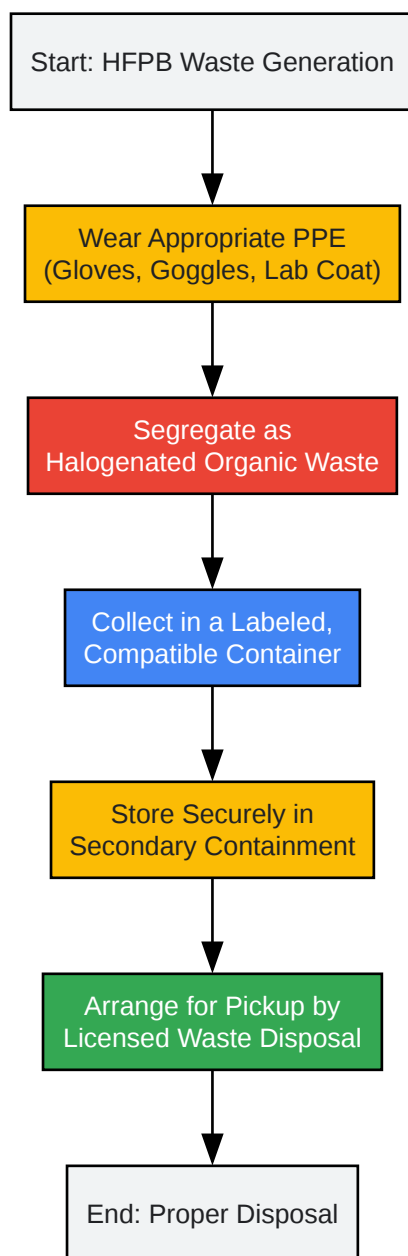 Start: HFPB Waste Generation
Wear Appropriate PPE
(Gloves, Goggles, Lab Coat)
Segregate as
Halogenated Organic Waste
Collect in a Labeled,
Compatible Container
Store Securely in
Secondary Containment
Arrange for Pickup by
Licensed Waste Disposal
End: Proper Disposal